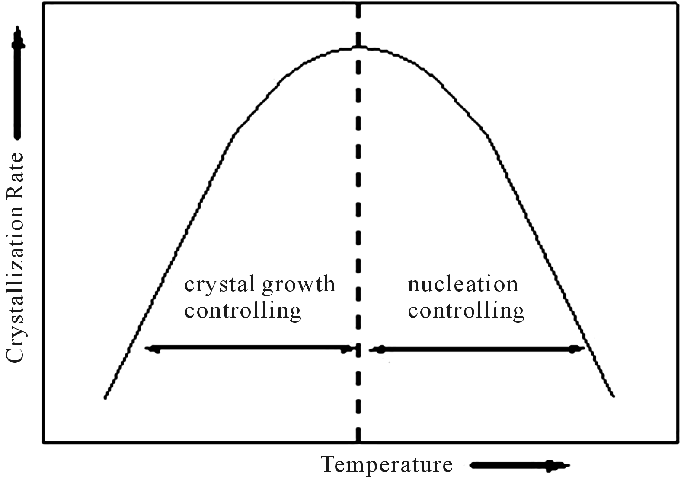 Crystallization Rate
crystal growth
controlling
nucleation
controlling
Temperature